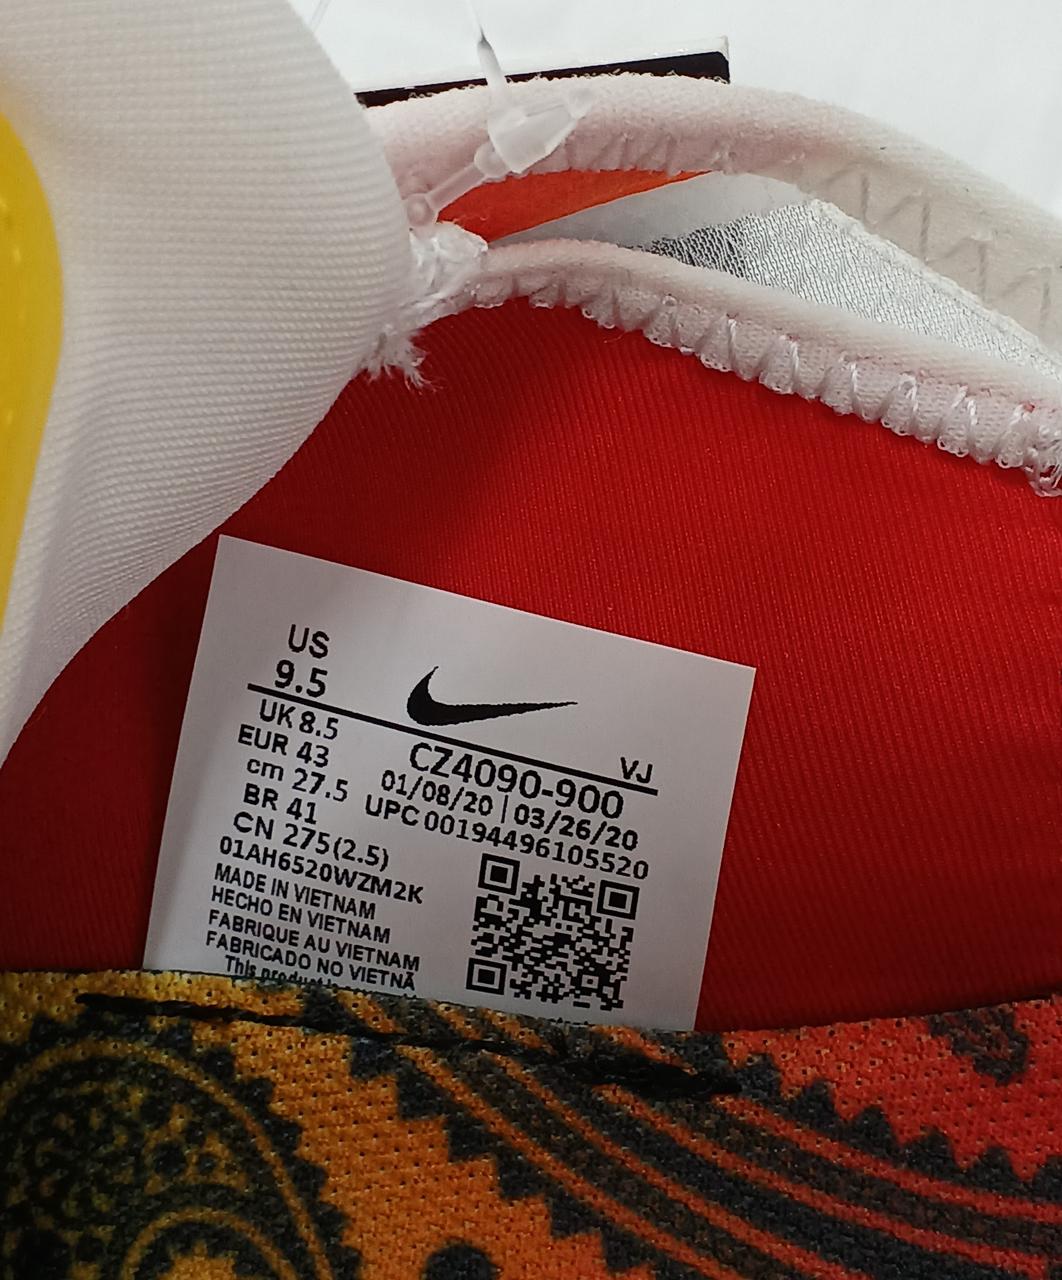 US
9.5
UK 8.5
EUR 43
cm 27.5
BR 41
CN 275(2.5)
01AH6520WZM2K
MADE IN VIETNAM
HECHO EN VIETNAM
FABRIQUE AU VIETNAM
FABRICADO NO VIETNÃ
This product
VJ
CZ4090-900
01/08/20 | 03/26/20
UPC 00194496105520